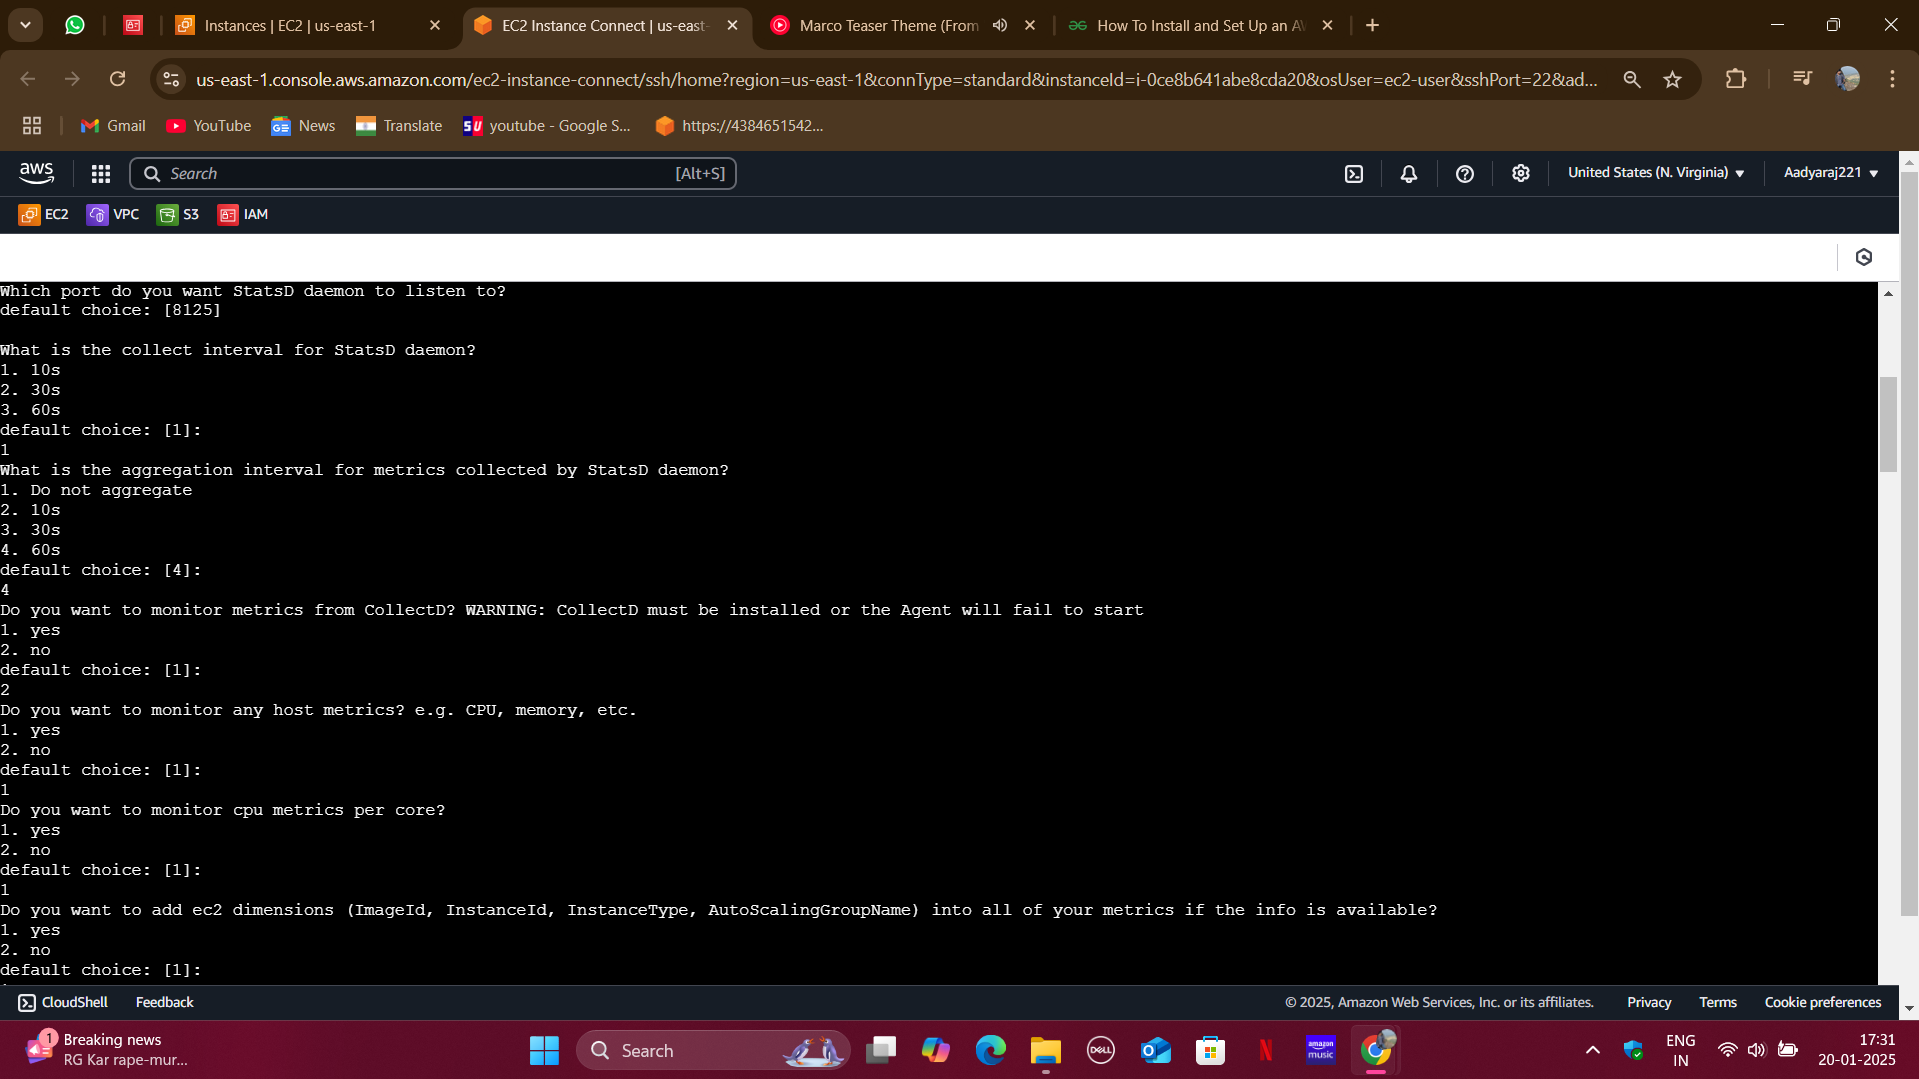 Instances | EC2 | us-east-1
EC2 Instance Connect | us-east-
Marco Teaser Theme (From
How To Install and Set Up an A
us-east-1.console.aws.amazon.com/ec2-instance-connect/ssh/home?region=us-east-1&connType=standard&instanceId=i-0ce8b641abe8cda20&osUser=ec2-user&sshPort=22&ad...
Gmail
YouTube
News
Translate
SU youtube - Google S...
https://4384651542...
aws
Search
[Alt+S]
United States (N. Virginia)
Aadyaraj221
EC2
VPC
S3
IAM
Which port do you want StatsD daemon to listen to?
default choice: [8125]
What is the collect interval for StatsD daemon?
1. 10s
2. 30s
3. 60s
default choice: [1]:
1
What is the aggregation interval for metrics collected by StatsD daemon?
1. Do not aggregate
2. 10s
3. 30s
4. 60s
default choice: [4]:
4
Do you want to monitor metrics from CollectD? WARNING: CollectD must be installed or the Agent will fail to start
1. yes
2. no
default choice: [1]:
2
Do you want to monitor any host metrics? e.g. CPU, memory, etc.
1. yes
2. no
default choice: [1]:
1
Do you want to monitor cpu metrics per core?
1. yes
2. no
default choice: [1]:
1
Do you want to add ec2 dimensions (ImageId, InstanceId, InstanceType, AutoScalingGroupName) into all of your metrics if the info is available?
1. yes
2. no
default choice: [1]:
CloudShell
Feedback
© 2025, Amazon Web Services, Inc. or its affiliates.
Privacy
Terms
Cookie preferences
1
Breaking news
RG Kar rape-mur...
Search
DELL
amazon music
ENG
IN
17:31
20-01-2025